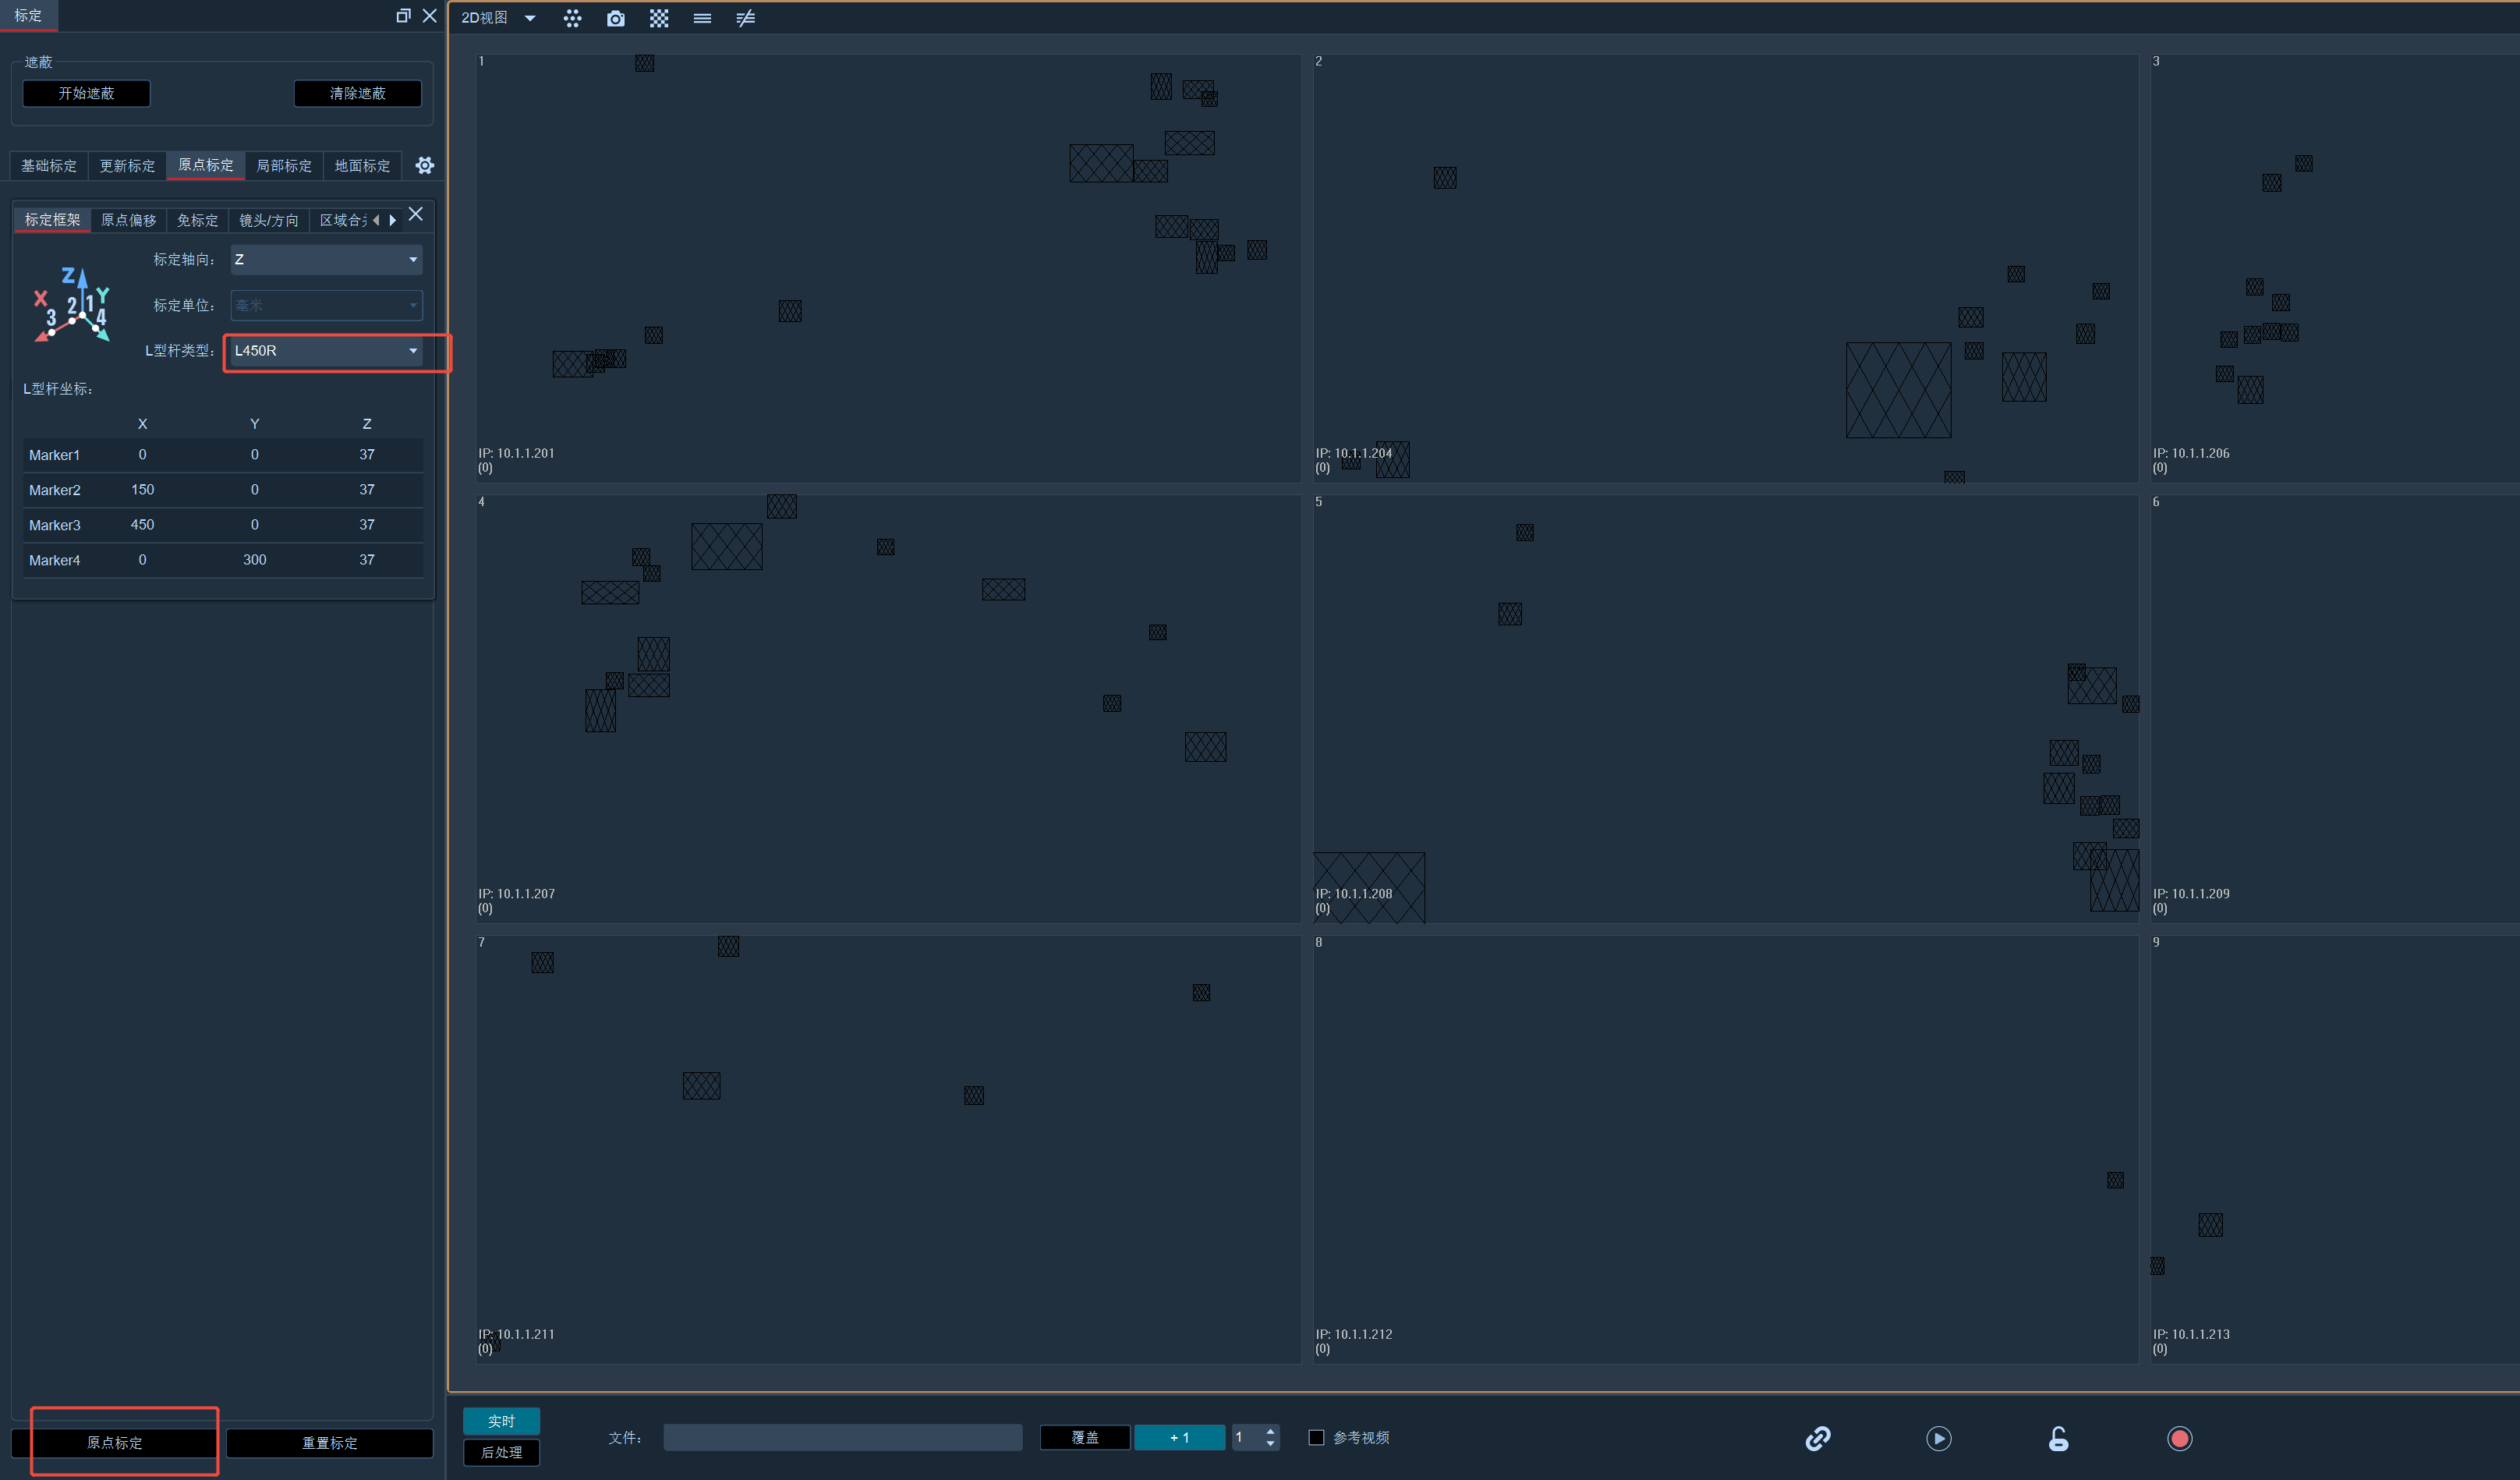 标定
遮蔽
开始遮蔽
清除遮蔽
基础标定
更新标定
原点标定
局部标定
地面标定
标定框架
原点偏移
免标定
镜头/方向
区域合
标定轴向：
Z
标定单位：
毫米
L型杆类型：
L450R
Z
X
Y
2
1
3
4
L型杆坐标：
X Y Z
Marker1 0 0 37
Marker2 150 0 37
Marker3 450 0 37
Marker4 0 300 37
原点标定
重置标定
2D视图
1
IP: 10.1.1.201
(0)
2
IP: 10.1.1.204
(0)
3
IP: 10.1.1.206
(0)
4
IP: 10.1.1.207
(0)
5
IP: 10.1.1.208
(0)
6
IP: 10.1.1.209
(0)
7
IP: 10.1.1.211
(0)
8
IP: 10.1.1.212
(0)
9
IP: 10.1.1.213
(0)
实时
后处理
文件：
覆盖
+ 1
1
参考视频